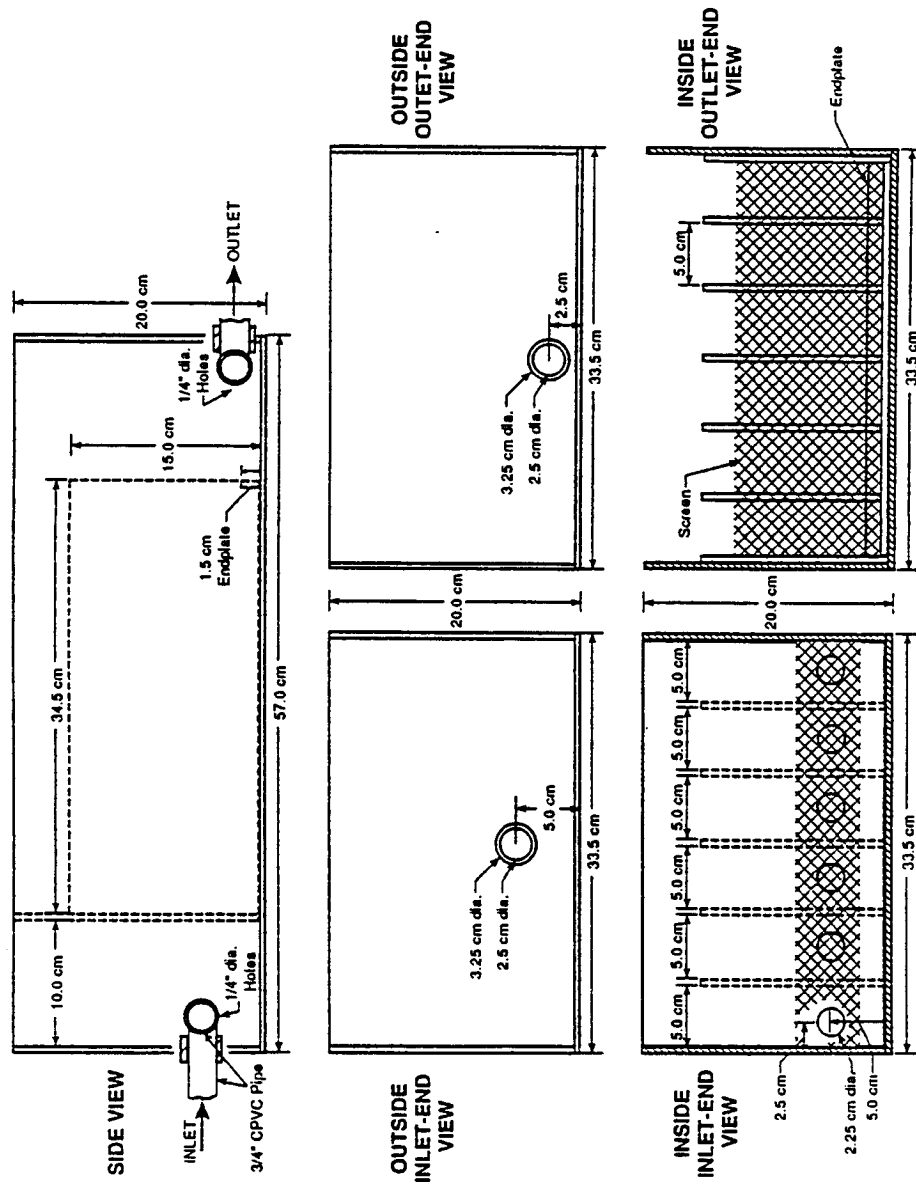 SIDE VIEW
INLET
3/4" CPVC Pipe
10.0 cm
34.5 cm
1/4" dia.
Holes
57.0 cm
1.5 cm
Endplate
15.0 cm
1/4" dia.
Holes
20.0 cm
OUTLET
OUTSIDE
INLET-END
VIEW
3.25 cm dia.
2.5 cm dia.
5.0 cm
33.5 cm
20.0 cm
3.25 cm dia.
2.5 cm dia.
2.5 cm
33.5 cm
OUTSIDE
OUTET-END
VIEW
INSIDE
INLET-END
VIEW
5.0 cm
5.0 cm
5.0 cm
5.0 cm
5.0 cm
5.0 cm
2.5 cm
2.25 cm dia.
5.0 cm
33.5 cm
20.0 cm
Screen
5.0 cm
33.5 cm
Endplate
INSIDE
OUTLET-END
VIEW